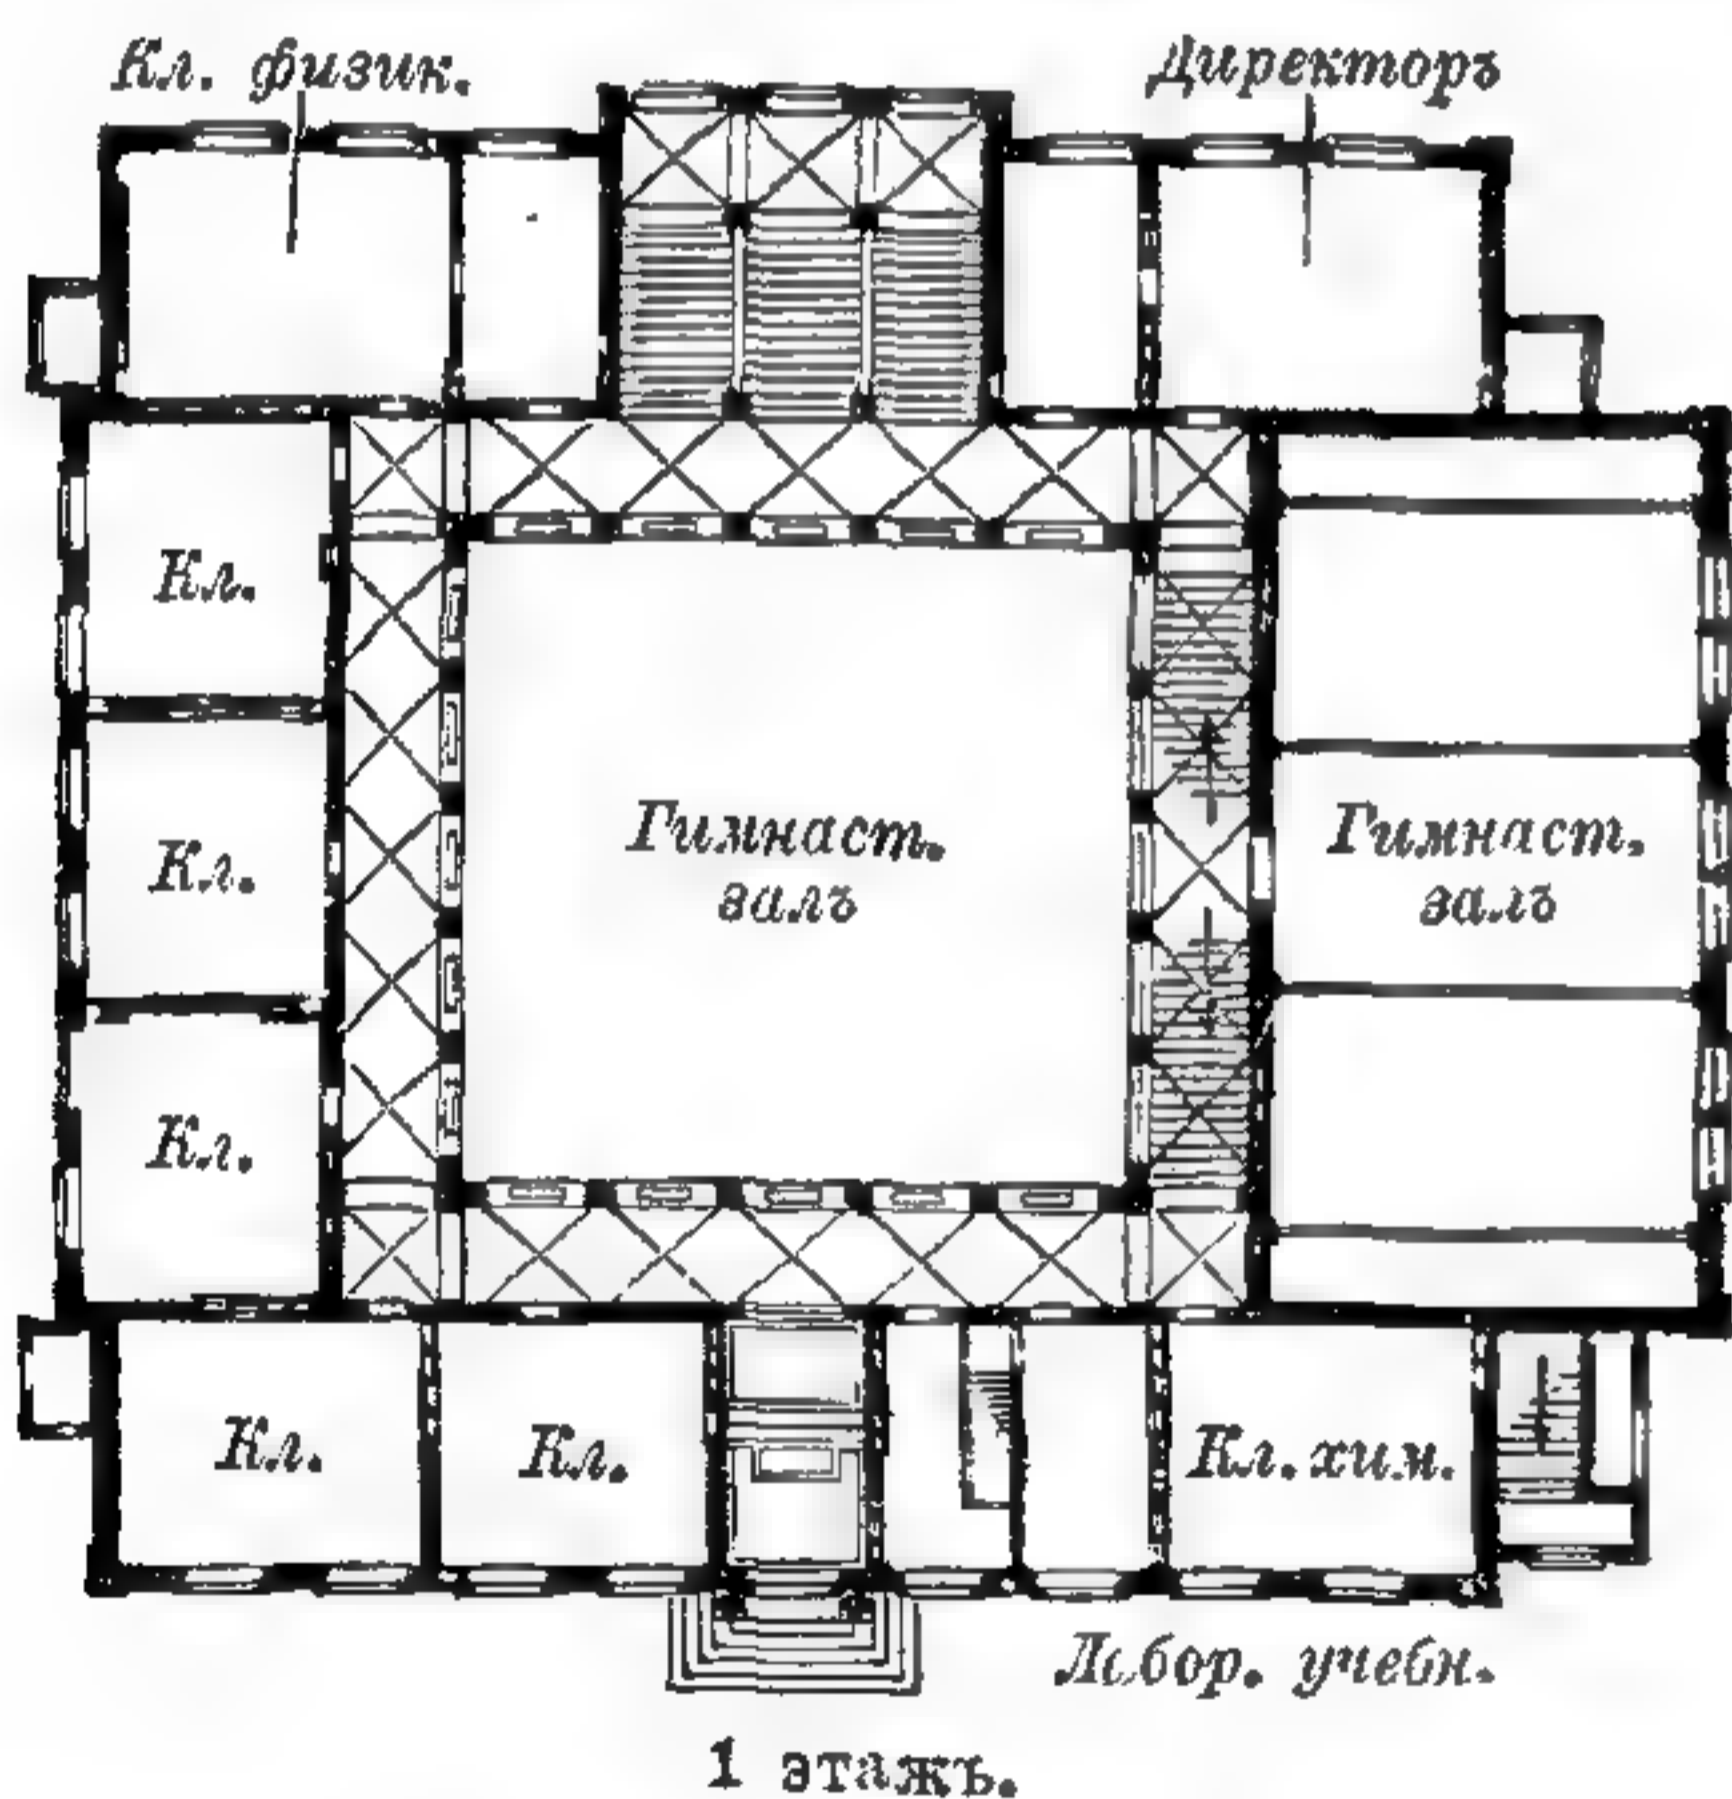 Кл. физик.
Директоръ
Кл.
Гимнаст.
залъ
Гимнаст.
залъ
Кл.
Кл.
Кл.
Кл.
Кл. хим.
Лабор. учебн.
1 этажъ.